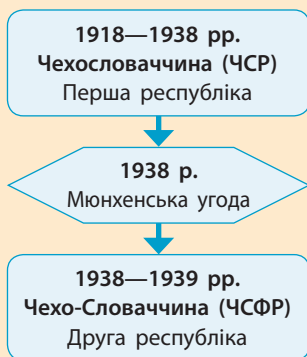 1918—1938 рр.
Чехословаччина (ЧСР)
Перша республіка
1938 р.
Мюнхенська угода
1938—1939 рр.
Чехо-Словаччина (ЧСФР)
Друга республіка